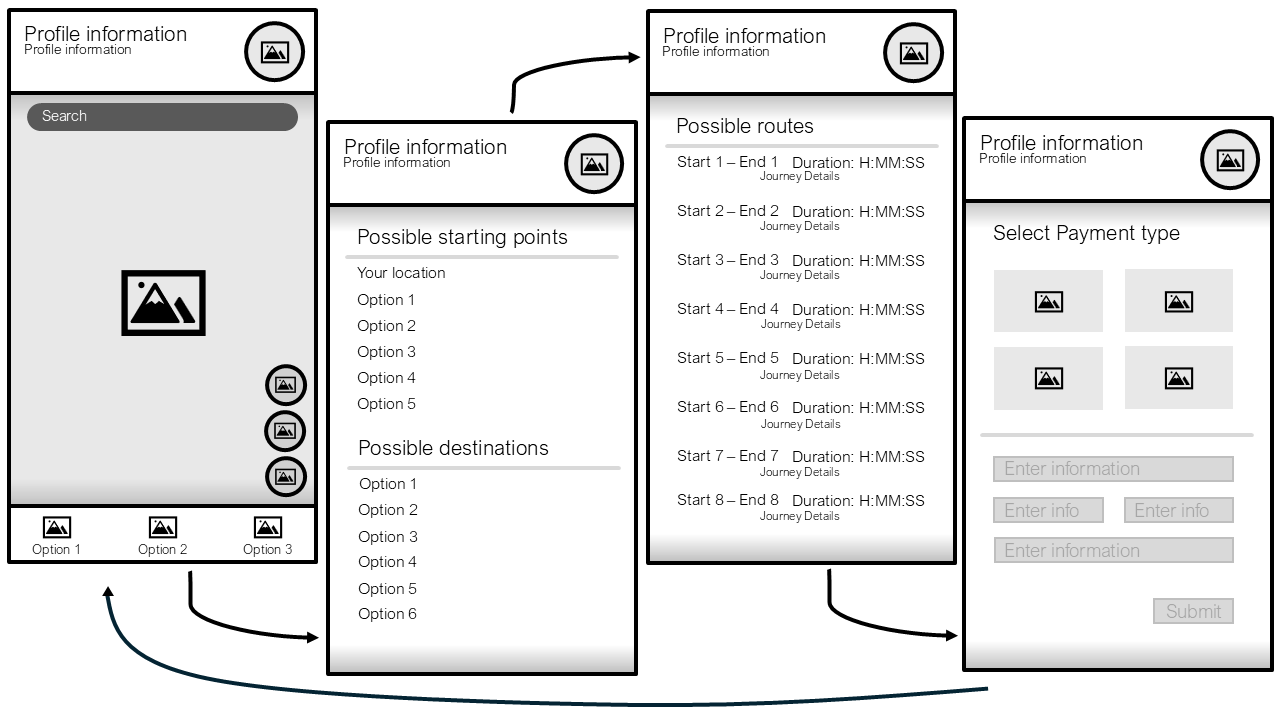 Profile information
Profile information
Search
Option 1
Option 2
Option 3
Profile information
Profile information
Possible starting points
Your location
Option 1
Option 2
Option 3
Option 4
Option 5
Possible destinations
Option 1
Option 2
Option 3
Option 4
Option 5
Option 6
Profile information
Profile information
Possible routes
Start 1 – End 1 Duration: H:MM:SS
Journey Details
Start 2 – End 2 Duration: H:MM:SS
Journey Details
Start 3 – End 3 Duration: H:MM:SS
Journey Details
Start 4 – End 4 Duration: H:MM:SS
Journey Details
Start 5 – End 5 Duration: H:MM:SS
Journey Details
Start 6 – End 6 Duration: H:MM:SS
Journey Details
Start 7 – End 7 Duration: H:MM:SS
Journey Details
Start 8 – End 8 Duration: H:MM:SS
Journey Details
Profile information
Profile information
Select Payment type
Enter information
Enter info Enter info
Enter information
Submit